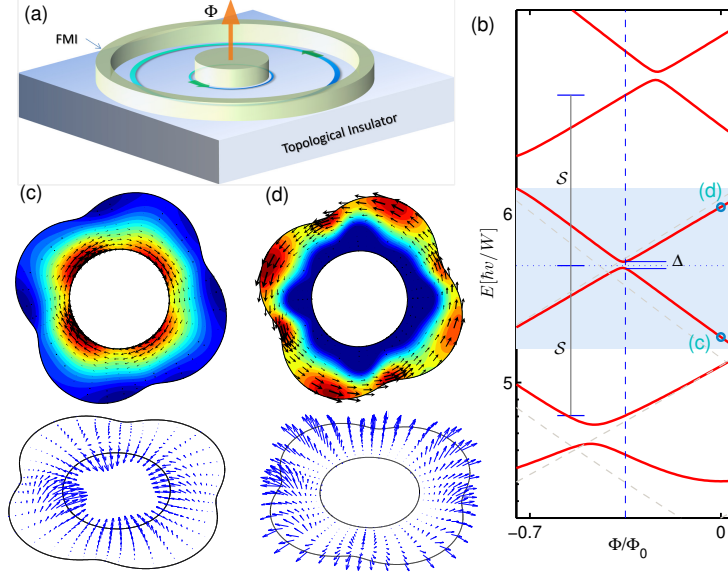 (a)
Φ
FMI
Topological Insulator
(b)
E[ħv/W]
6
5
S
S
Δ
(d)
(c)
−0.7
0
Φ/Φ₀
(c)
(d)